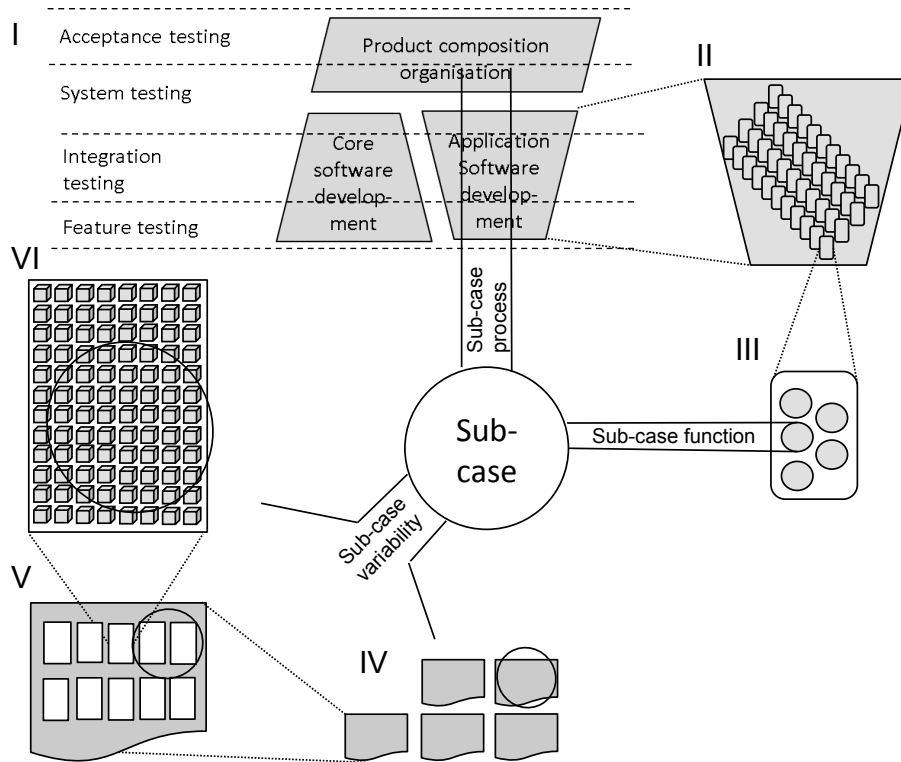 I
Acceptance testing
Product composition
organisation
System testing
II
Core
software
develop-
ment
Application
Software
develop-
ment
Integration
testing
Feature testing
VI
Sub-case
process
III
Sub-
case
Sub-case function
Sub-case
variability
V
IV